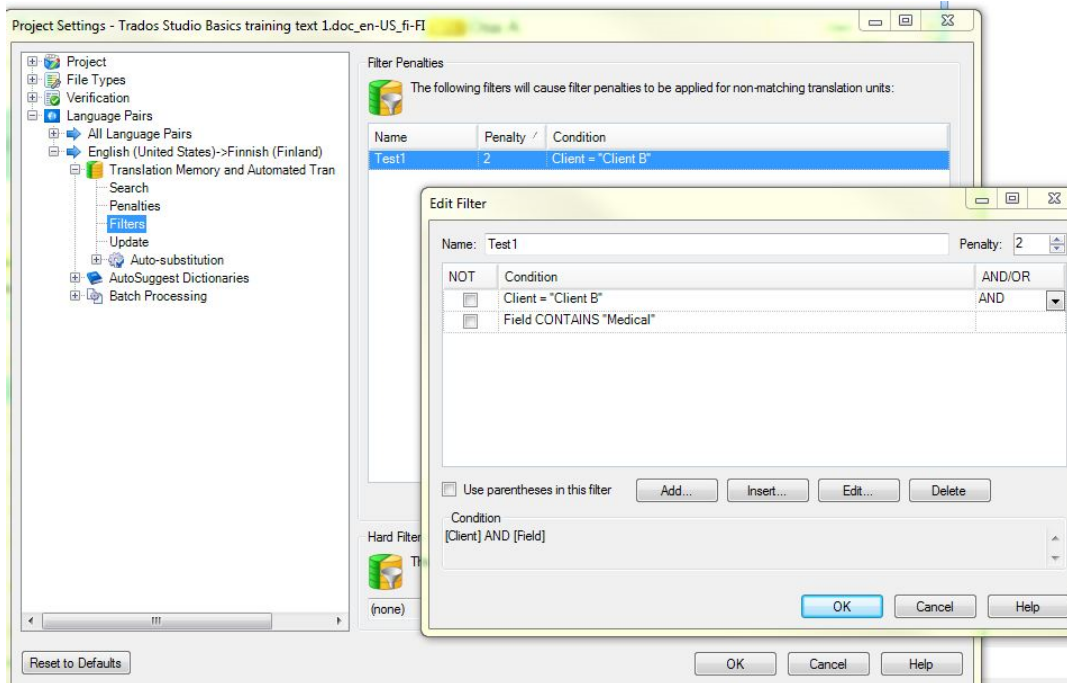 Project Settings - Trados Studio Basics training text 1.doc_en-US_fi-FI
Project
File Types
Verification
Language Pairs
All Language Pairs
English (United States)->Finnish (Finland)
Translation Memory and Automated Tran
Search
Penalties
Filters
Update
Auto-substitution
AutoSuggest Dictionaries
Batch Processing
Reset to Defaults
Filter Penalties
The following filters will cause filter penalties to be applied for non-matching translation units:
Name Penalty Condition
Test1 2 Client = "Client B"
Hard Filter
(none)
OK Cancel Help
Edit Filter
Name: Test1 Penalty: 2
NOT Condition AND/OR
Client = "Client B" AND
Field CONTAINS "Medical"
Use parentheses in this filter Add... Insert... Edit... Delete
Condition
[Client] AND [Field]
OK Cancel Help